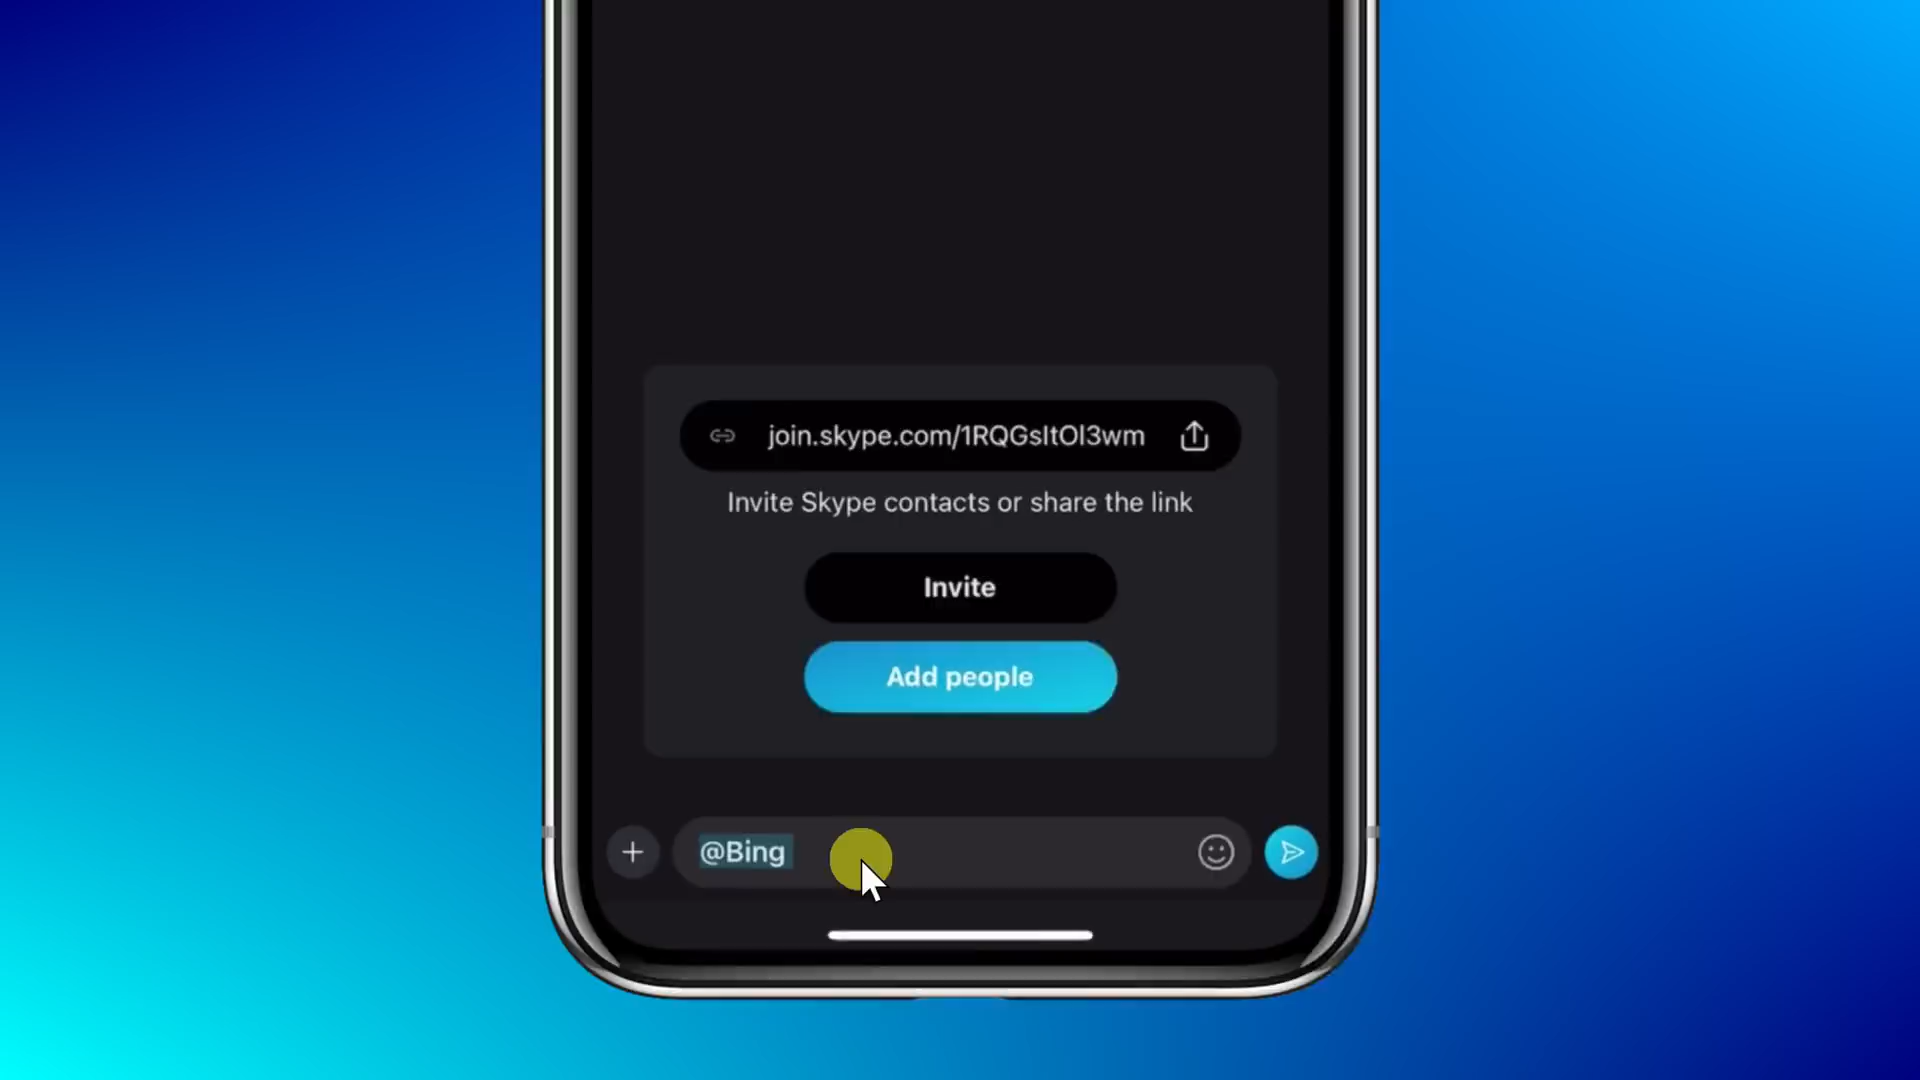 join.skype.com/1RQGsItOl3wm
Invite Skype contacts or share the link
Invite
Add people
@Bing